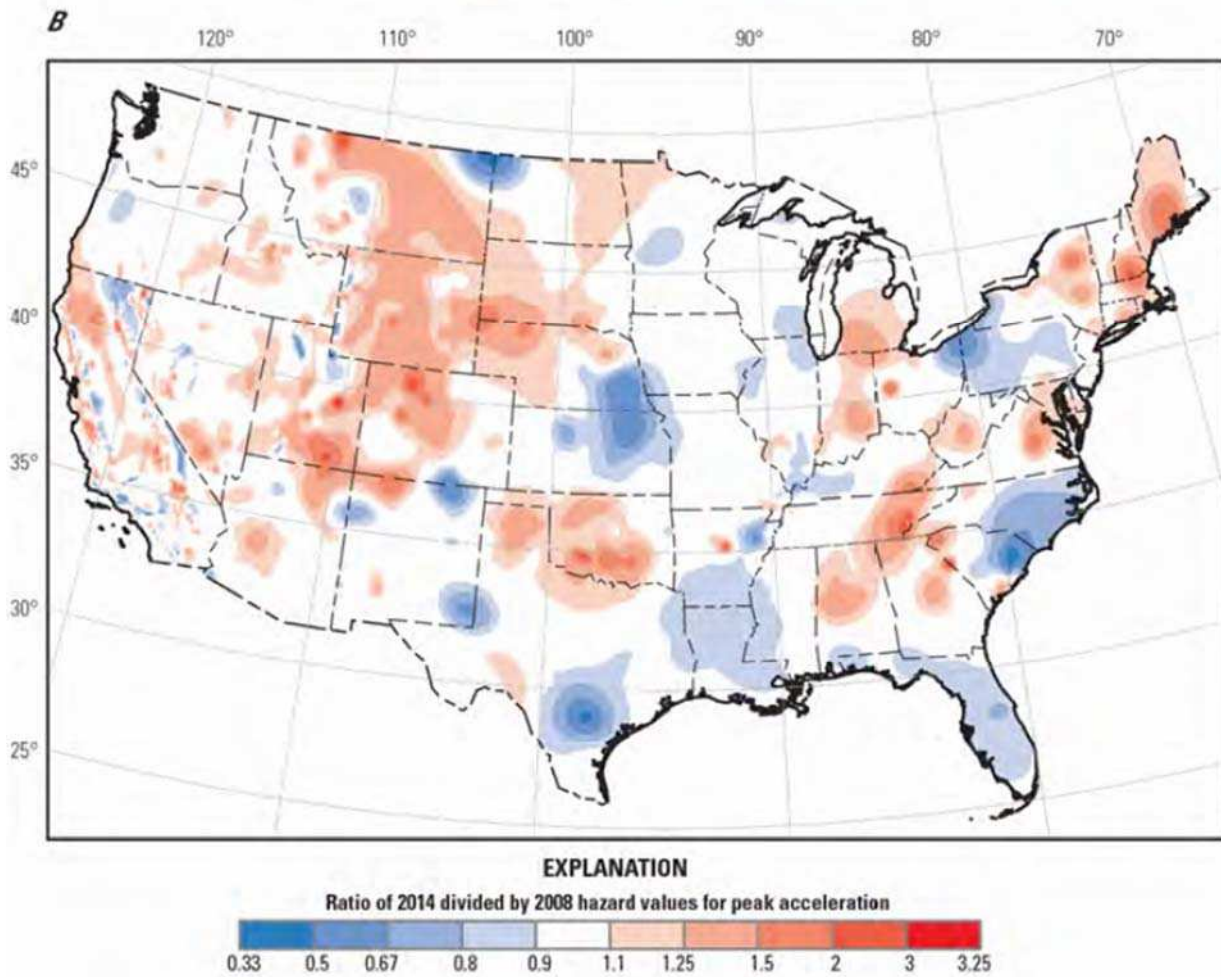 B
120° 110° 100° 90° 80° 70°
45°
40°
35°
30°
25°
EXPLANATION
Ratio of 2014 divided by 2008 hazard values for peak acceleration
0.33 0.5 0.67 0.8 0.9 1.1 1.25 1.5 2 3 3.25